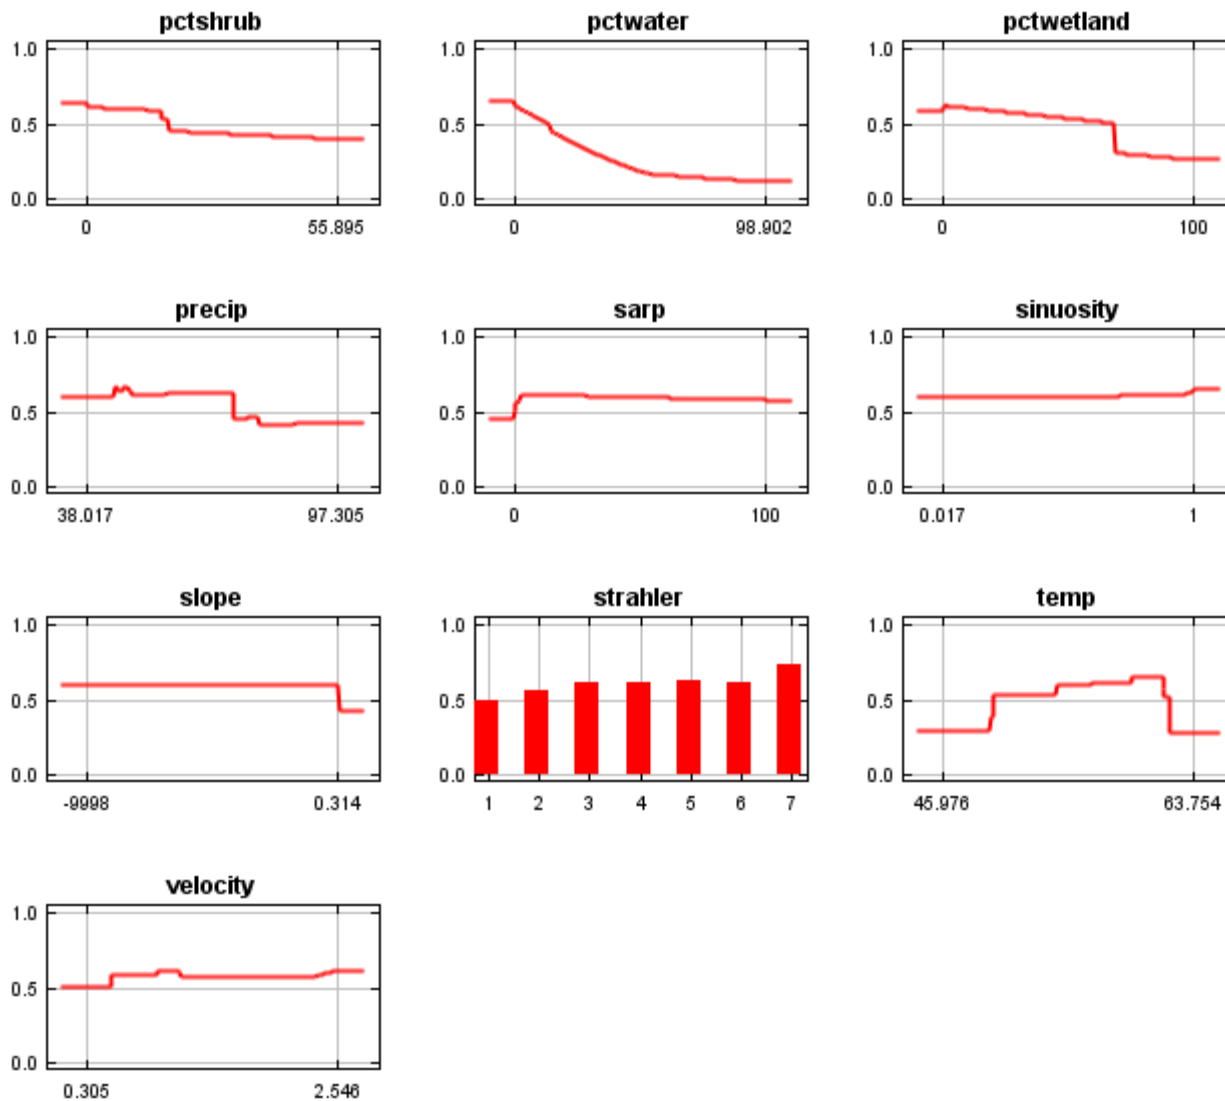 pctshrub pctwater pctwetland
1.0 1.0 1.0
0.5 0.5 0.5
0.0 0.0 0.0
0 55.895 0 98.902 0 100
precip sarp sinuosity
1.0 1.0 1.0
0.5 0.5 0.5
0.0 0.0 0.0
38.017 97.305 0 100 0.017 1
slope strahler temp
1.0 1.0 1.0
0.5 0.5 0.5
0.0 0.0 0.0
-9998 0.314 1 2 3 4 5 6 7 45.976 63.754
velocity
1.0
0.5
0.0
0.305 2.546